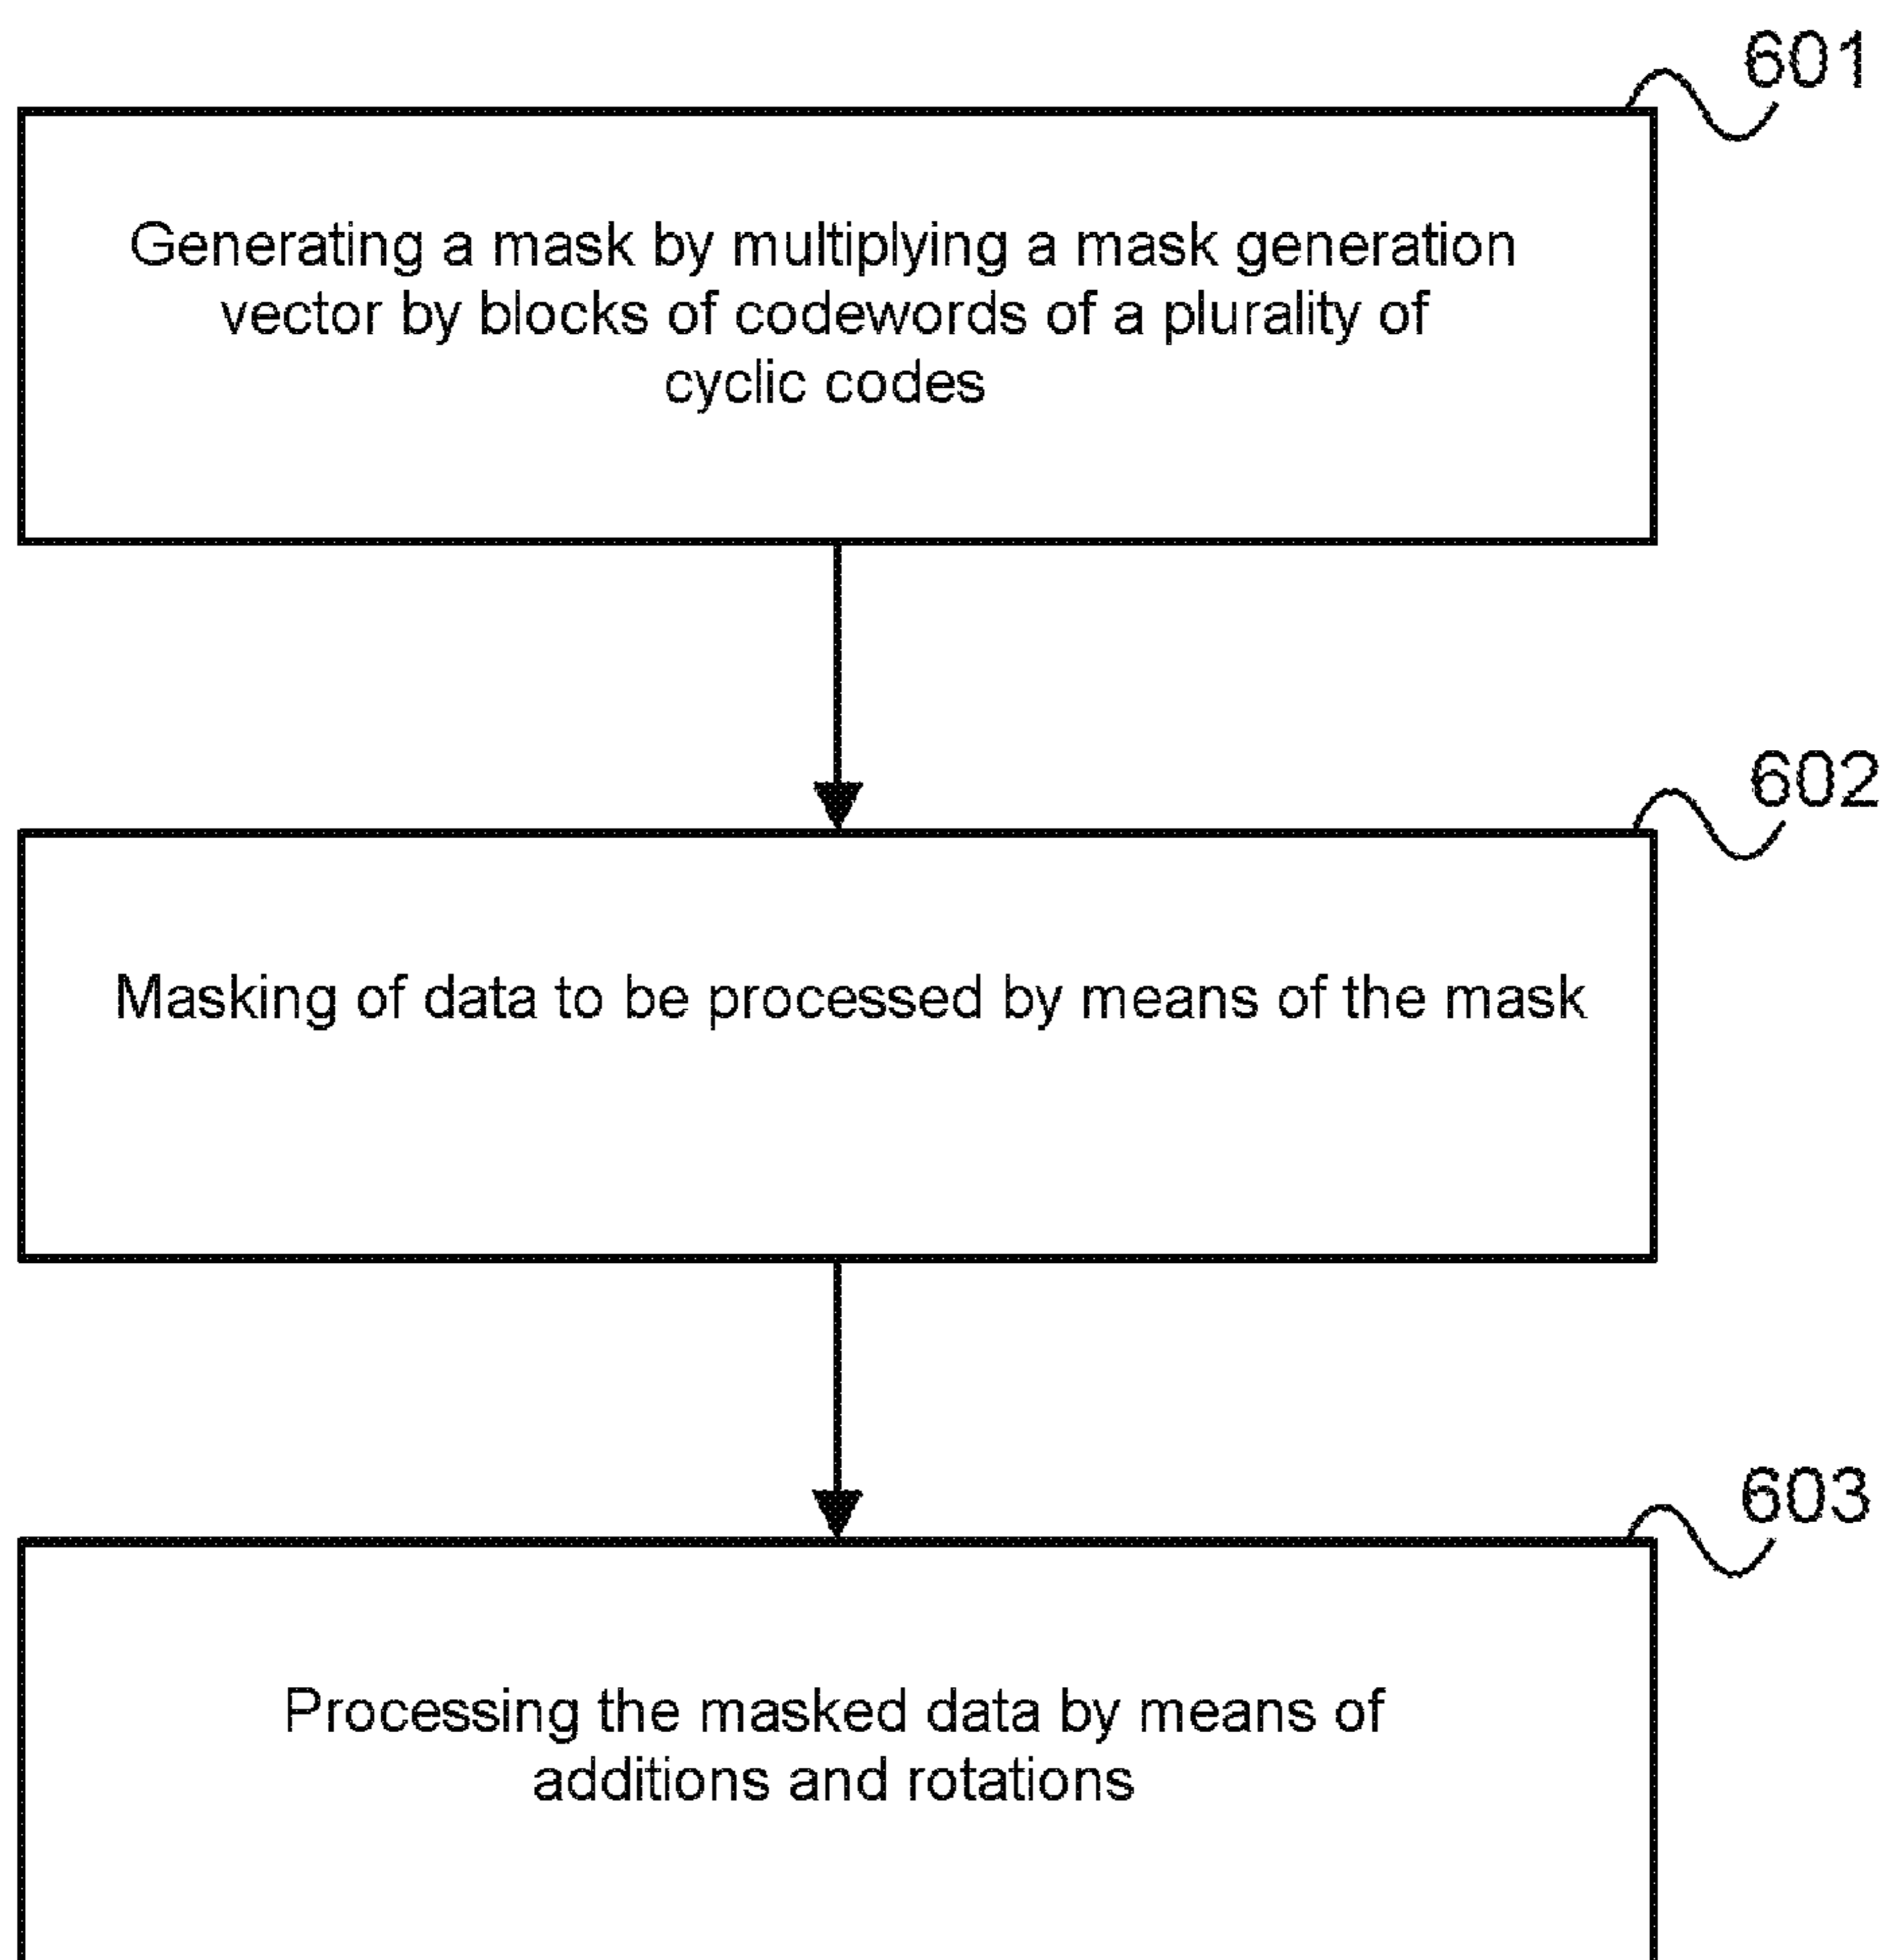 601
Generating a mask by multiplying a mask generation
vector by blocks of codewords of a plurality of
cyclic codes
602
Masking of data to be processed by means of the mask
603
Processing the masked data by means of
additions and rotations